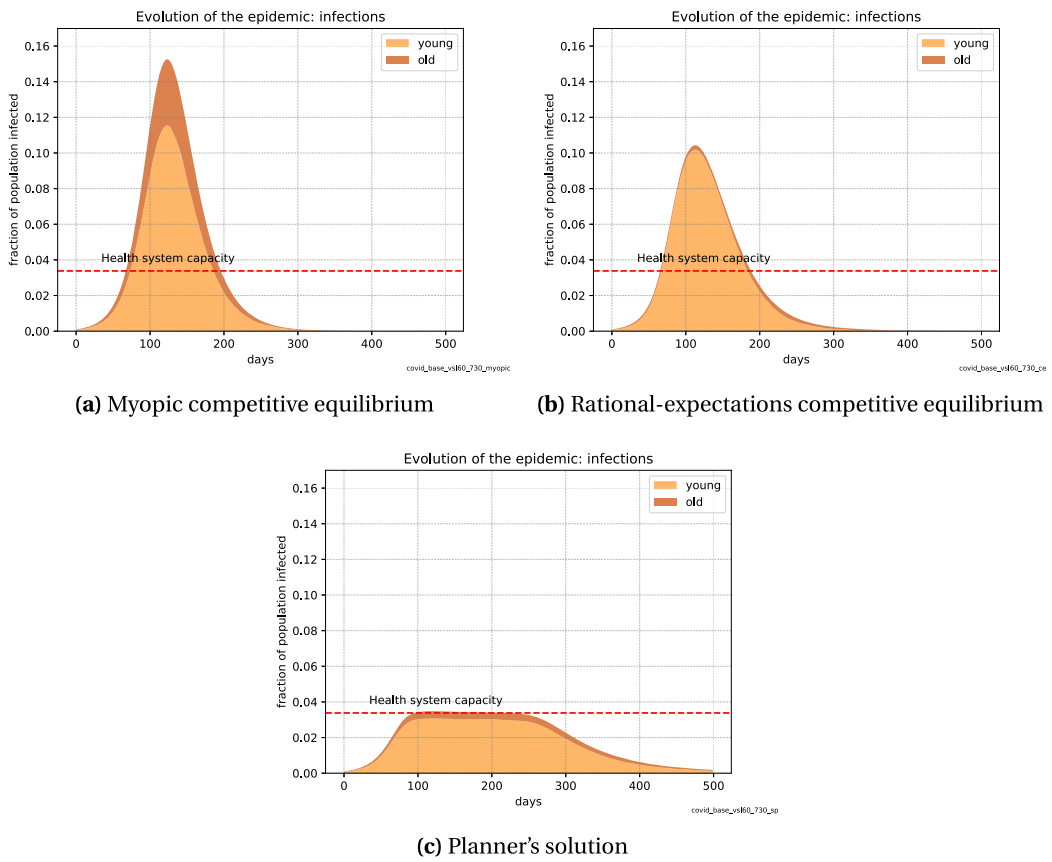 Evolution of the epidemic: infections
fraction of population infected
0.16
0.14
0.12
0.10
0.08
0.06
0.04
0.02
0.00
young
old
Health system capacity
0 100 200 300 400 500
days
covid_base_vsl60_730_myopic
(a) Myopic competitive equilibrium
Evolution of the epidemic: infections
fraction of population infected
0.16
0.14
0.12
0.10
0.08
0.06
0.04
0.02
0.00
young
old
Health system capacity
0 100 200 300 400 500
days
covid_base_vsl60_730_ce
(b) Rational-expectations competitive equilibrium
Evolution of the epidemic: infections
fraction of population infected
0.16
0.14
0.12
0.10
0.08
0.06
0.04
0.02
0.00
young
old
Health system capacity
0 100 200 300 400 500
days
covid_base_vsl60_730_sp
(c) Planner's solution